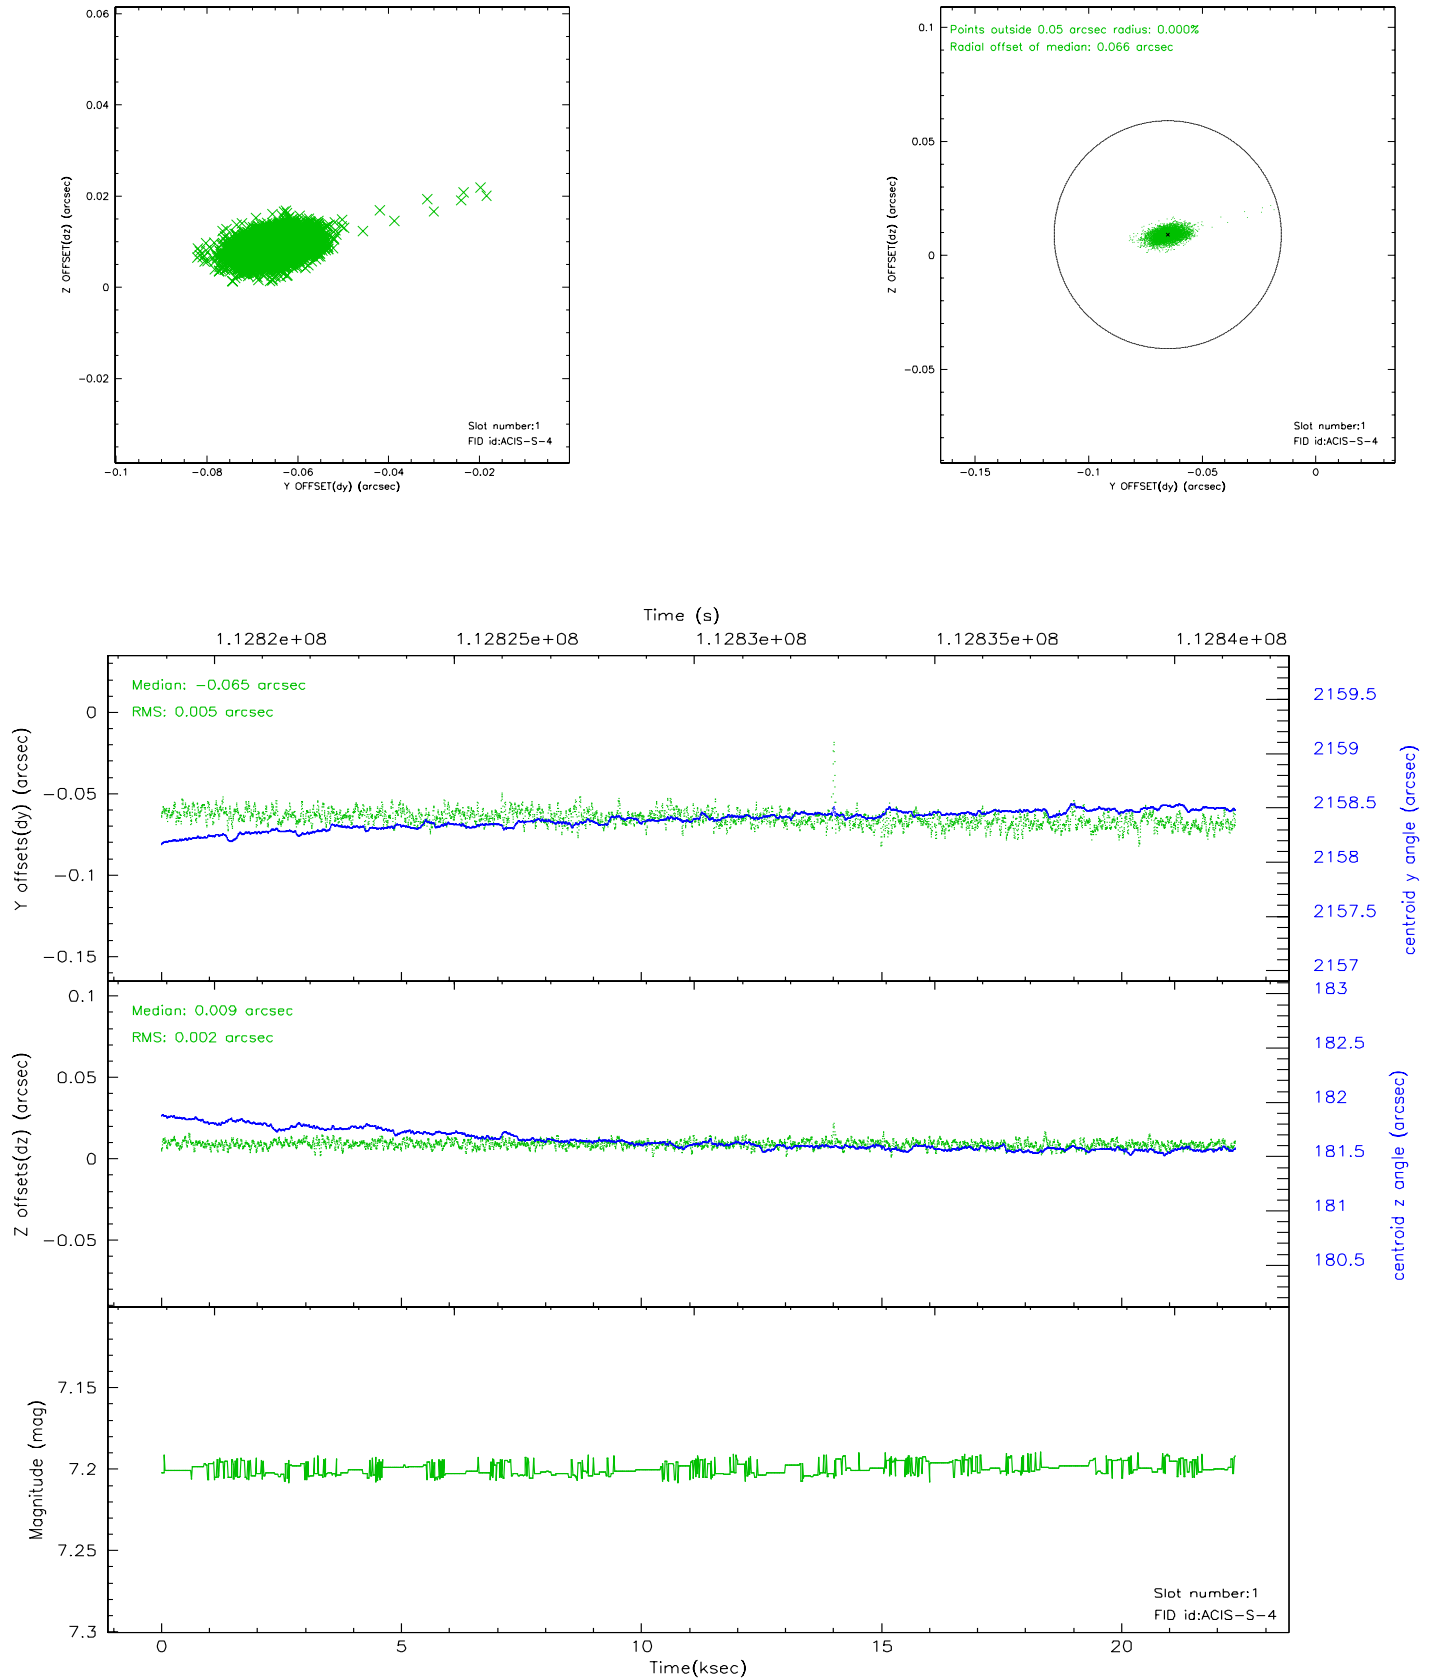 0.06
0.04
0.02
0
−0.02
Z OFFSET(dz) (arcsec)
Slot number:1
FID id:ACIS−S−4
−0.1 −0.08 −0.06 −0.04 −0.02
Y OFFSET(dy) (arcsec)
Points outside 0.05 arcsec radius: 0.000%
Radial offset of median: 0.066 arcsec
0.1
0.05
0
−0.05
Z OFFSET(dz) (arcsec)
Slot number:1
FID id:ACIS−S−4
−0.15 −0.1 −0.05 0
Y OFFSET(dy) (arcsec)
Time (s)
1.1282e+08 1.12825e+08 1.1283e+08 1.12835e+08 1.1284e+08
Median: −0.065 arcsec
RMS: 0.005 arcsec
0
−0.05
−0.1
−0.15
Y offsets(dy) (arcsec)
2159.5
2159
2158.5
2158
2157.5
2157
centroid y angle (arcsec)
Median: 0.009 arcsec
RMS: 0.002 arcsec
0.1
0.05
0
−0.05
Z offsets(dz) (arcsec)
183
182.5
182
181.5
181
180.5
centroid z angle (arcsec)
7.15
7.2
7.25
7.3
Magnitude (mag)
Slot number:1
FID id:ACIS−S−4
0 5 10 15 20
Time(ksec)